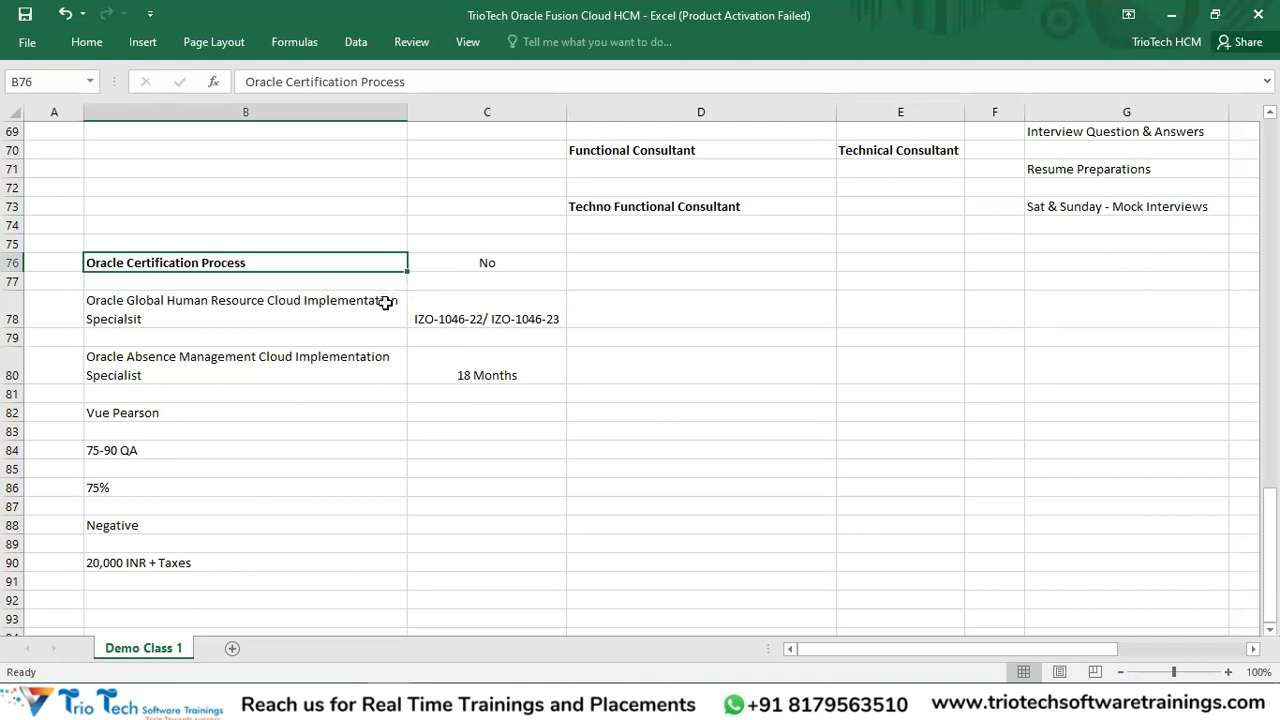 TrioTech Oracle Fusion Cloud HCM - Excel (Product Activation Failed)
File Home Insert Page Layout Formulas Data Review View Tell me what you want to do... TrioTech HCM Share
B76 fx Oracle Certification Process
A B C D E F G
69 Interview Question & Answers
70 Functional Consultant Technical Consultant
71 Resume Preparations
72
73 Techno Functional Consultant Sat & Sunday - Mock Interviews
74
75
76 Oracle Certification Process No
77
Oracle Global Human Resource Cloud Implementation
78 Specialsit IZO-1046-22/ IZO-1046-23
79
Oracle Absence Management Cloud Implementation
80 Specialist 18 Months
81
82 Vue Pearson
83
84 75-90 QA
85
86 75%
87
88 Negative
89
90 20,000 INR + Taxes
91
92
93
Demo Class 1
Ready 100%
Trio Tech Software Trainings Reach us for Real Time Trainings and Placements +91 8179563510 www.triotechsoftwaretrainings.com